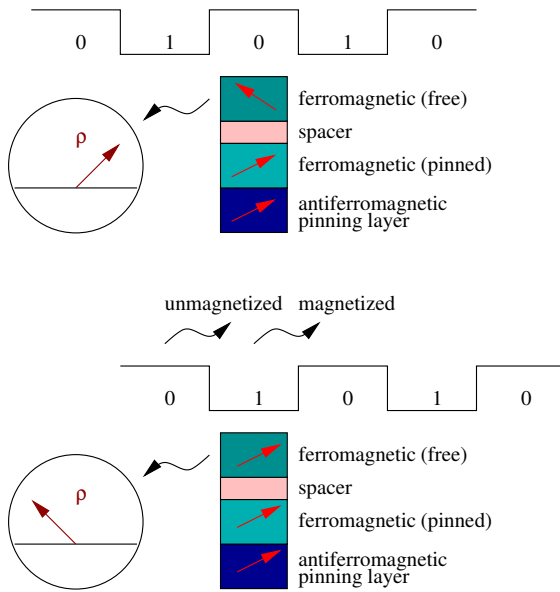 0 1 0 1 0
ferromagnetic (free)
ρ
spacer
ferromagnetic (pinned)
antiferromagnetic
pinning layer
unmagnetized magnetized
0 1 0 1 0
ferromagnetic (free)
ρ
spacer
ferromagnetic (pinned)
antiferromagnetic
pinning layer